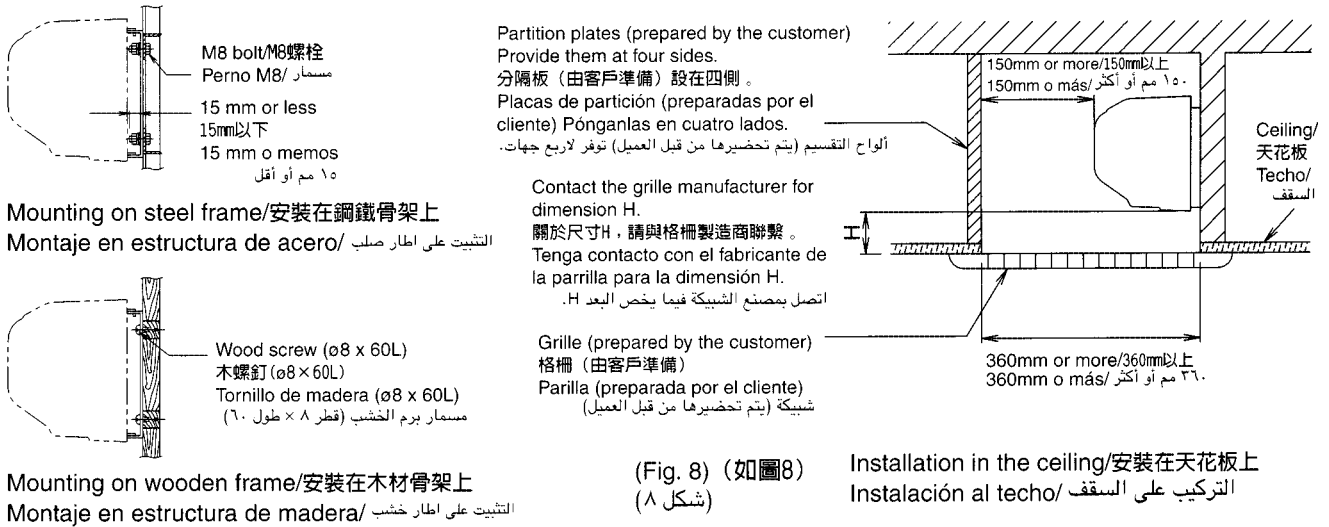 M8 bolt/M8螺栓
Perno M8/ مسمار
15 mm or less
15mm以下
15 mm o memos
١٥ مم أو أقل
Mounting on steel frame/安裝在鋼鐵骨架上
Montaje en estructura de acero/ التثبيت على اطار صلب
Wood screw (ø8 x 60L)
木螺釘(ø8×60L)
Tornillo de madera (ø8 x 60L)
مسمار برم الخشب (قطر ٨ × طول ٦٠)
Mounting on wooden frame/安裝在木材骨架上
Montaje en estructura de madera/ التثبيت على اطار خشب
Partition plates (prepared by the customer)
Provide them at four sides.
分隔板（由客戶準備）設在四側。
Placas de partición (preparadas por el
cliente) Pónganlas en cuatro lados.
ألواح التقسيم (يتم تحضيرها من قبل العميل) توفر لاربع جهات.
Contact the grille manufacturer for
dimension H.
關於尺寸H，請與格柵製造商聯繫。
Tenga contacto con el fabricante de
la parrilla para la dimensión H.
اتصل بمصنع الشبيكة فيما يخص البعد H.
Grille (prepared by the customer)
格柵（由客戶準備）
Parilla (preparada por el cliente)
شبيكة (يتم تحضيرها من قبل العميل)
150mm or more/150mm以上
150mm o más/ ١٥٠ مم أو أكثر
Ceiling/
天花板
Techo/
السقف
H
360mm or more/360mm以上
360mm o más/ ٣٦٠ مم أو أكثر
(Fig. 8)（如圖8）
(شكل ٨)
Installation in the ceiling/安裝在天花板上
Instalación al techo/ التركيب على السقف